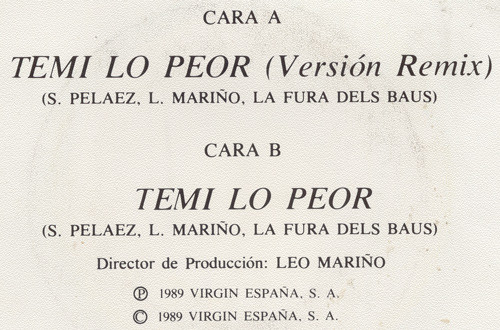 CARA A
TEMI LO PEOR (Versión Remix)
(S. PELAEZ, L. MARIÑO, LA FURA DELS BAUS)
CARA B
TEMI LO PEOR
(S. PELAEZ, L. MARIÑO, LA FURA DELS BAUS)
Director de Producción: LEO MARIÑO
Ⓟ 1989 VIRGIN ESPAÑA, S. A.
© 1989 VIRGIN ESPAÑA, S. A.